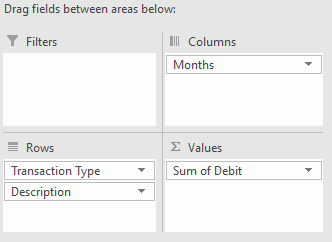 Drag fields between areas below:
Filters
Columns
Months
Rows
Transaction Type
Description
Values
Sum of Debit